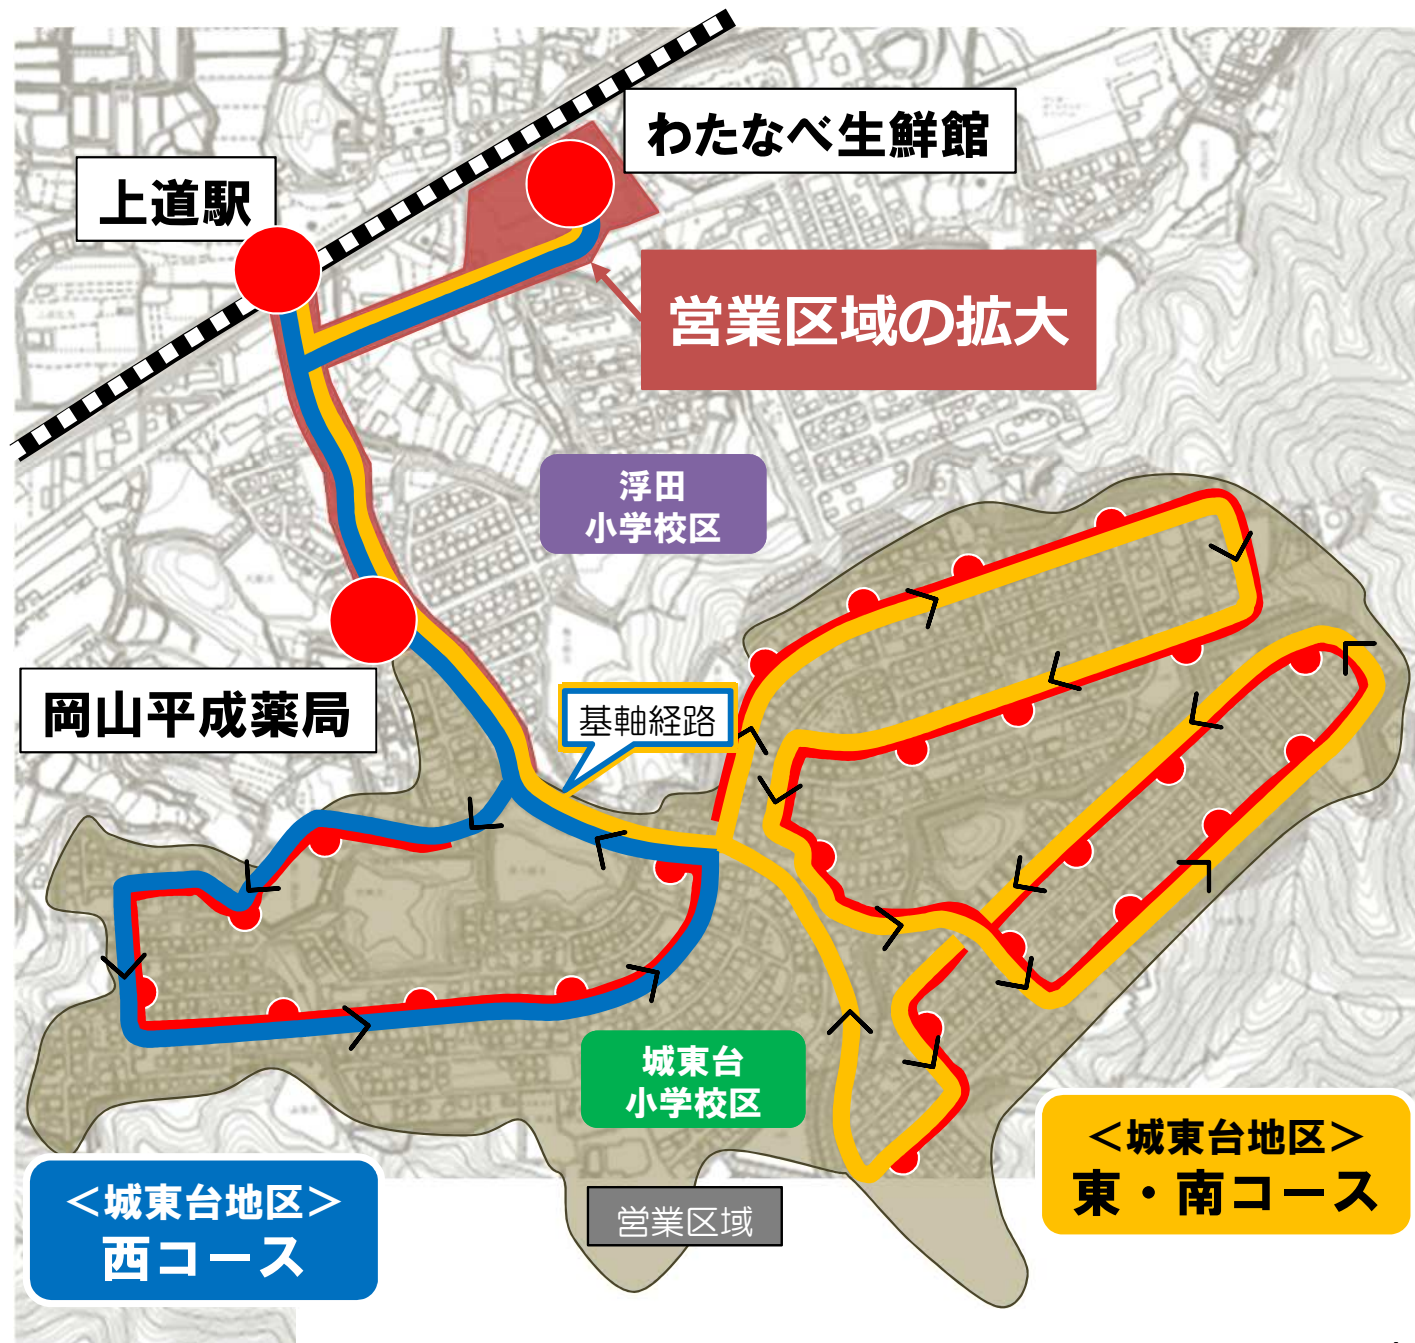 わたなべ生鮮館
上道駅
営業区域の拡大
浮田
小学校区
岡山平成薬局
基軸経路
城東台
小学校区
＜城東台地区＞
東・南コース
＜城東台地区＞
西コース
営業区域